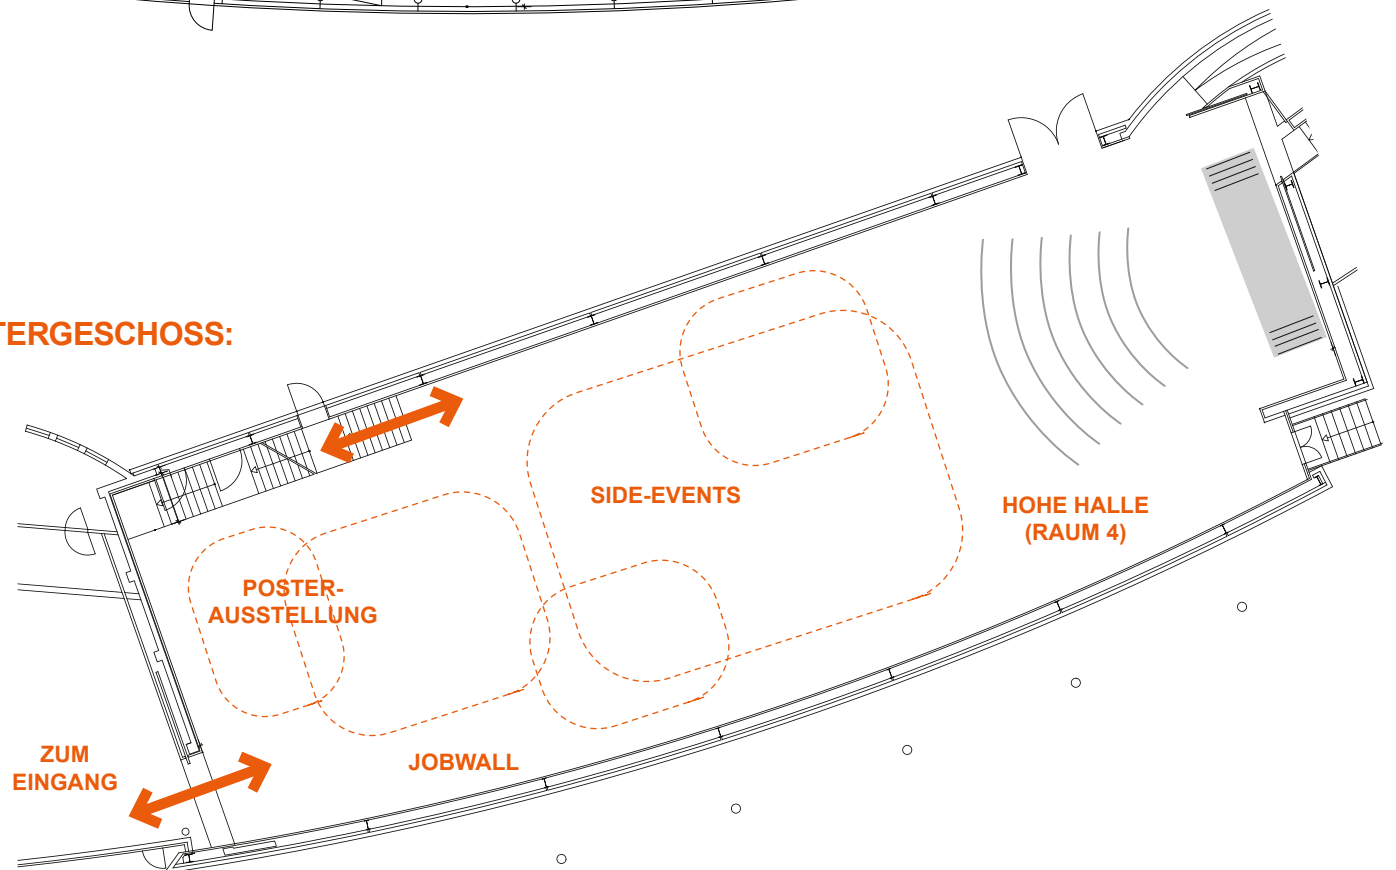 TERGESCHOSS:
SIDE-EVENTS
HOHE HALLE
(RAUM 4)
POSTER-
AUSSTELLUNG
ZUM
EINGANG
JOBWALL